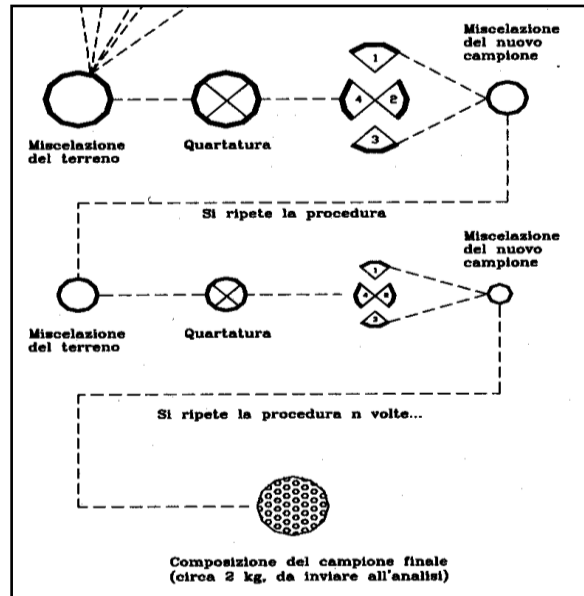 Miscelazione
del nuovo
campione
1
4 2
3
Miscelazione
del terreno
Quartatura
Si ripete la procedura
Miscelazione
del nuovo
campione
1
4
3
Miscelazione
del terreno
Quartatura
Si ripete la procedura n volte...
Composizione del campione finale
(circa 2 kg, da inviare all'analisi)